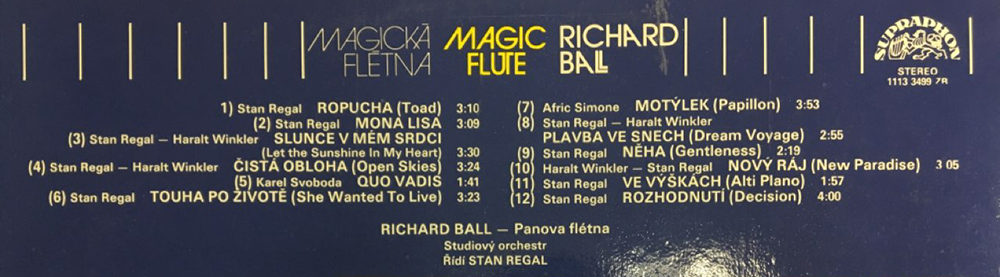 MAGICKÁ FLÉTNA
MAGIC FLUTE
RICHARD BALL
SUPRAPHON
STEREO
1113 3499 ZR
1) Stan Regal ROPUCHA (Toad) 3:10
(2) Stan Regal MONA LISA 3:09
(3) Stan Regal – Haralt Winkler SLUNCE V MÉM SRDCI
(Let the Sunshine In My Heart) 3:30
(4) Stan Regal – Haralt Winkler ČISTÁ OBLOHA (Open Skies) 3:24
(5) Karel Svoboda QUO VADIS 1:41
(6) Stan Regal TOUHA PO ŽIVOTĚ (She Wanted To Live) 3:23
(7) Afric Simone MOTÝLEK (Papillon) 3:53
(8) Stan Regal – Haralt Winkler
PLAVBA VE SNECH (Dream Voyage) 2:55
(9) Stan Regal NĚHA (Gentleness) 2:19
(10) Haralt Winkler – Stan Regal NOVÝ RÁJ (New Paradise) 3 05
(11) Stan Regal VE VÝŠKÁCH (Alti Plano) 1:57
(12) Stan Regal ROZHODNUTÍ (Decision) 4:00
RICHARD BALL – Panova flétna
Studiový orchestr
Řídí STAN REGAL